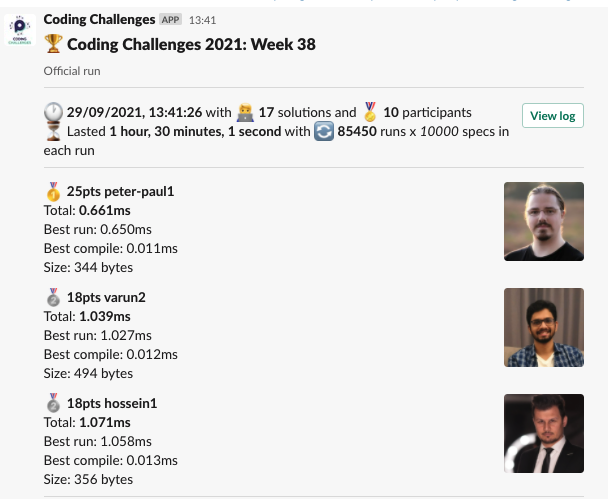 Coding Challenges APP 13:41
🏆 Coding Challenges 2021: Week 38
Official run
29/09/2021, 13:41:26 with 17 solutions and 10 participants
View log
Lasted 1 hour, 30 minutes, 1 second with 85450 runs x 10000 specs in
each run
25pts peter-paul1
Total: 0.661ms
Best run: 0.650ms
Best compile: 0.011ms
Size: 344 bytes
18pts varun2
Total: 1.039ms
Best run: 1.027ms
Best compile: 0.012ms
Size: 494 bytes
18pts hossein1
Total: 1.071ms
Best run: 1.058ms
Best compile: 0.013ms
Size: 356 bytes